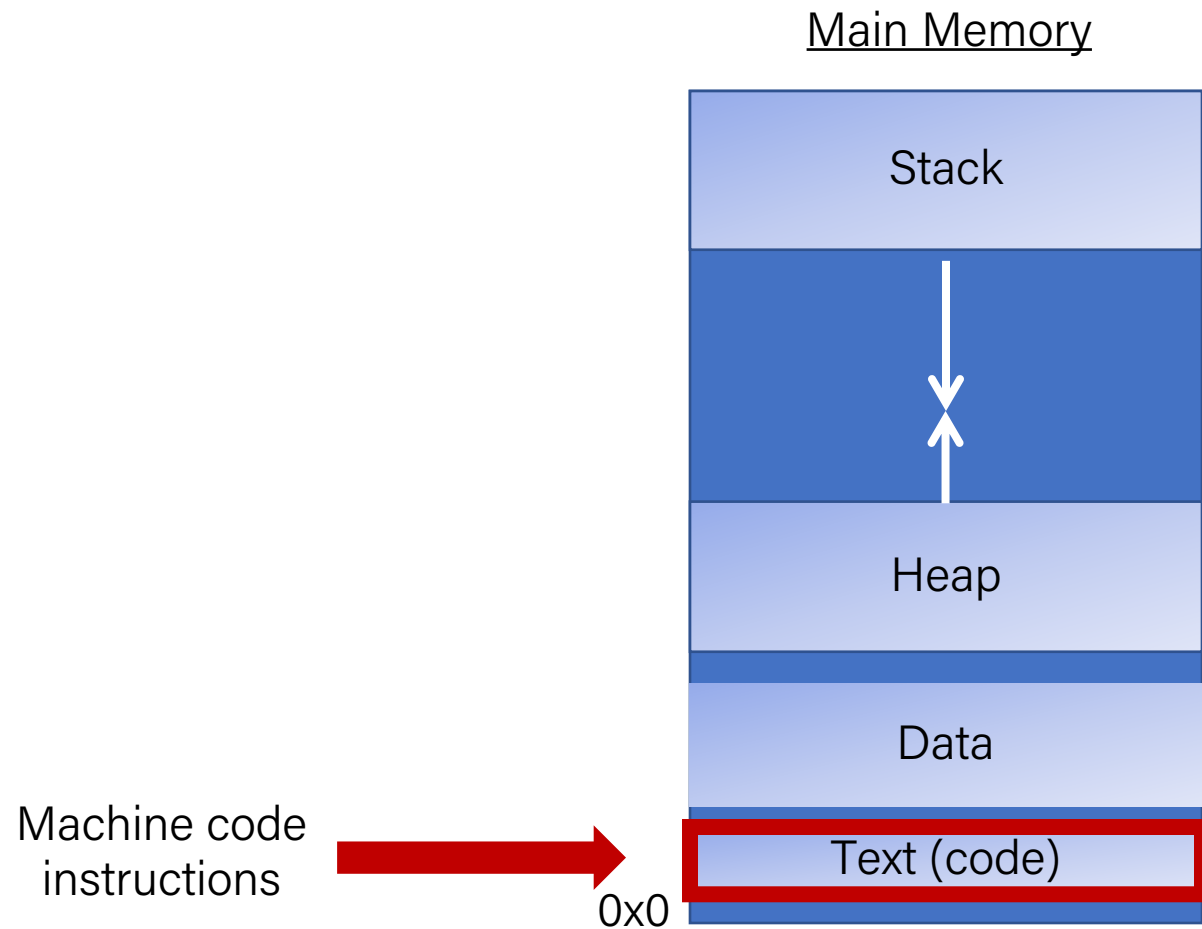 Main Memory
Stack
Heap
Data
Machine code
instructions
Text (code)
0x0